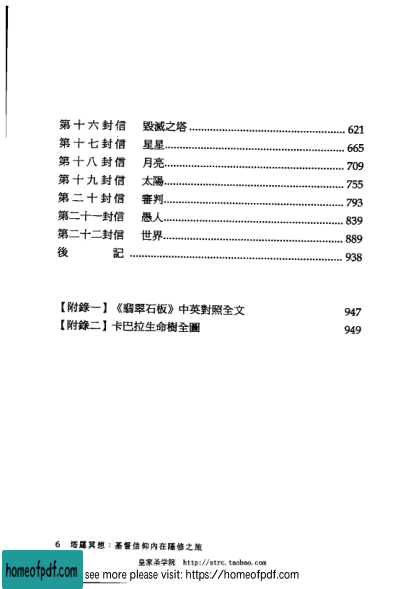 第十六封信 毀滅之塔 621
第十七封信 星星 665
第十八封信 月亮 709
第十九封信 太陽 755
第二十封信 審判 793
第二十一封信 愚人 839
第二十二封信 世界 889
後記 938
【附錄一】《翡翠石板》中英對照全文 947
【附錄二】卡巴拉生命樹全圖 949
6 塔羅冥想：基督信仰內在隱修之旅
皇家圣学院 http://strc.taobao.com
homeofpdf.com
see more please visit: https://homeofpdf.com